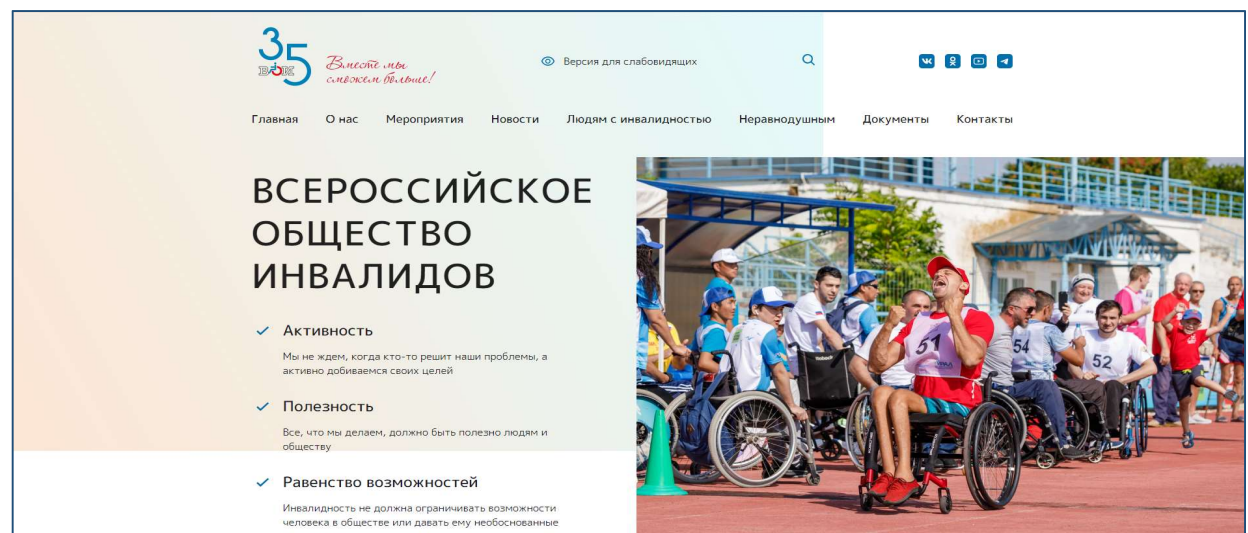 35
ВОИ
Вместе мы
сможем больше!
Версия для слабовидящих
Главная О нас Мероприятия Новости Людям с инвалидностью Неравнодушным Документы Контакты
ВСЕРОССИЙСКОЕ
ОБЩЕСТВО
ИНВАЛИДОВ
Активность
Мы не ждем, когда кто-то решит наши проблемы, а
активно добиваемся своих целей
Полезность
Все, что мы делаем, должно быть полезно людям и
обществу
Равенство возможностей
Инвалидность не должна ограничивать возможности
человека в обществе или давать ему необоснованные
51
54
52